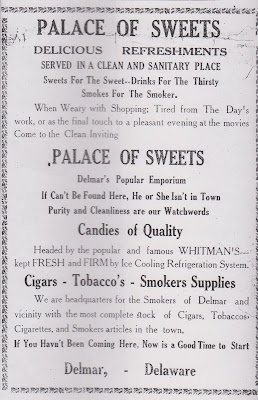 PALACE OF SWEETS
DELICIOUS REFRESHMENTS
SERVED IN A CLEAN AND SANITARY PLACE
Sweets For The Sweet--Drinks For The Thirsty
Smokes For The Smoker.
When Weary with Shopping; Tired from The Day's
work, or as the final touch to a pleasant evening at the movies
Come to the Clean Inviting
PALACE OF SWEETS
Delmar's Popular Emporium
If Can't Be Found Here, He or She Isn't in Town
Purity and Cleanliness are our Watchwords
Candies of Quality
Headed by the popular and famous WHITMAN'S—
kept FRESH and FIRM by Ice Cooling Refrigeration System.
Cigars - Tobacco's - Smokers Supplies
We are headquarters for the Smokers of Delmar and
vicinity with the most complete stock of Cigars, Tobaccos,
Cigarettes, and Smokers articles in the town.
If You Havn't Been Coming Here, Now is a Good Time to Start
Delmar, - Delaware